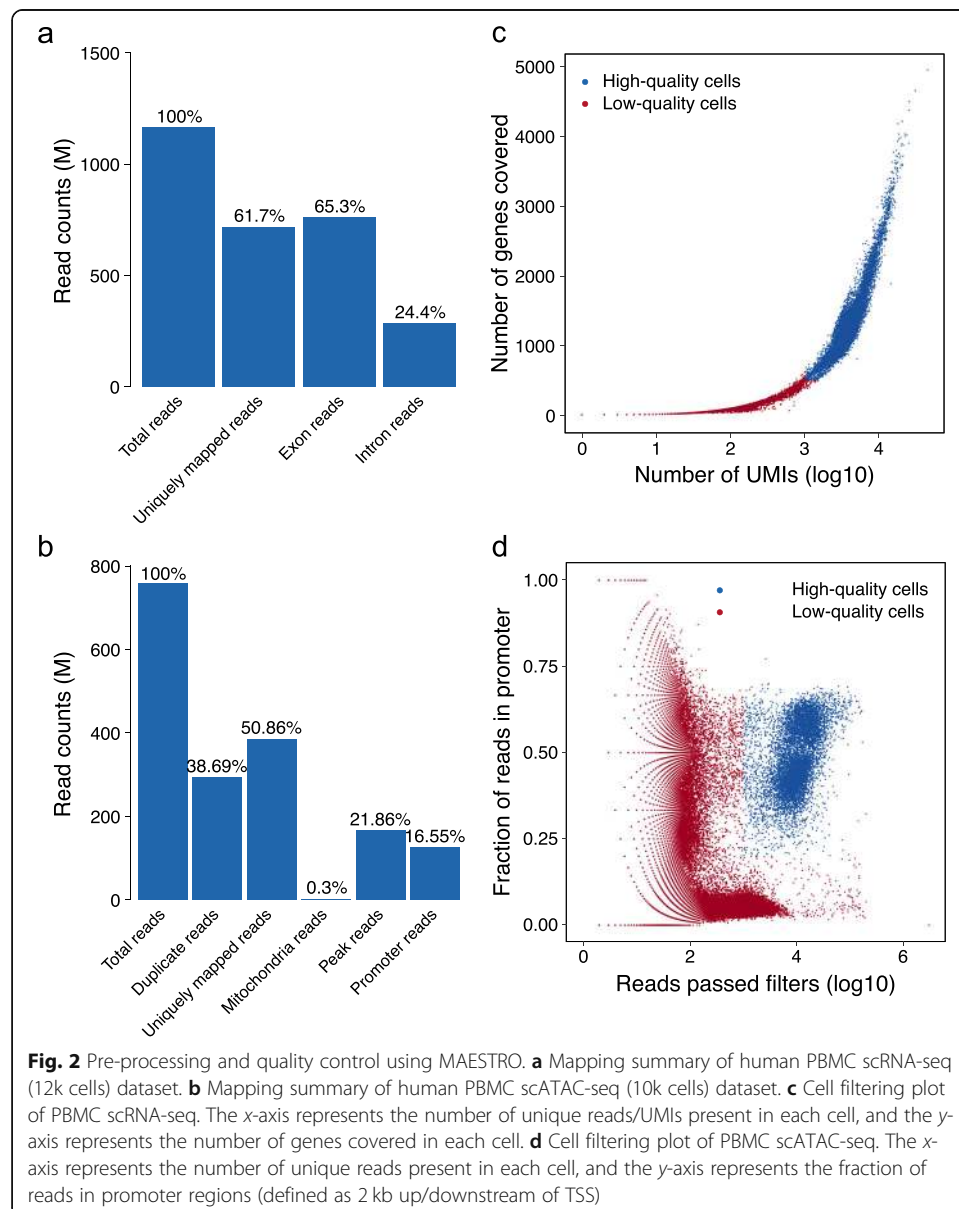 a
1500
1000
500
0
Read counts (M)
100%
61.7%
65.3%
24.4%
Total reads
Uniquely mapped reads
Exon reads
Intron reads
c
5000
4000
3000
2000
1000
0
Number of genes covered
High-quality cells
Low-quality cells
0 1 2 3 4
Number of UMIs (log10)
b
800
600
400
200
0
Read counts (M)
100%
38.69%
50.86%
0.3%
21.86%
16.55%
Total reads
Duplicate reads
Uniquely mapped reads
Mitochondria reads
Peak reads
Promoter reads
d
1.00
0.75
0.50
0.25
0.00
Fraction of reads in promoter
High-quality cells
Low-quality cells
0 2 4 6
Reads passed filters (log10)
Fig. 2 Pre-processing and quality control using MAESTRO. a Mapping summary of human PBMC scRNA-seq
(12k cells) dataset. b Mapping summary of human PBMC scATAC-seq (10k cells) dataset. c Cell filtering plot
of PBMC scRNA-seq. The x-axis represents the number of unique reads/UMIs present in each cell, and the y-
axis represents the number of genes covered in each cell. d Cell filtering plot of PBMC scATAC-seq. The x-
axis represents the number of unique reads present in each cell, and the y-axis represents the fraction of
reads in promoter regions (defined as 2 kb up/downstream of TSS)